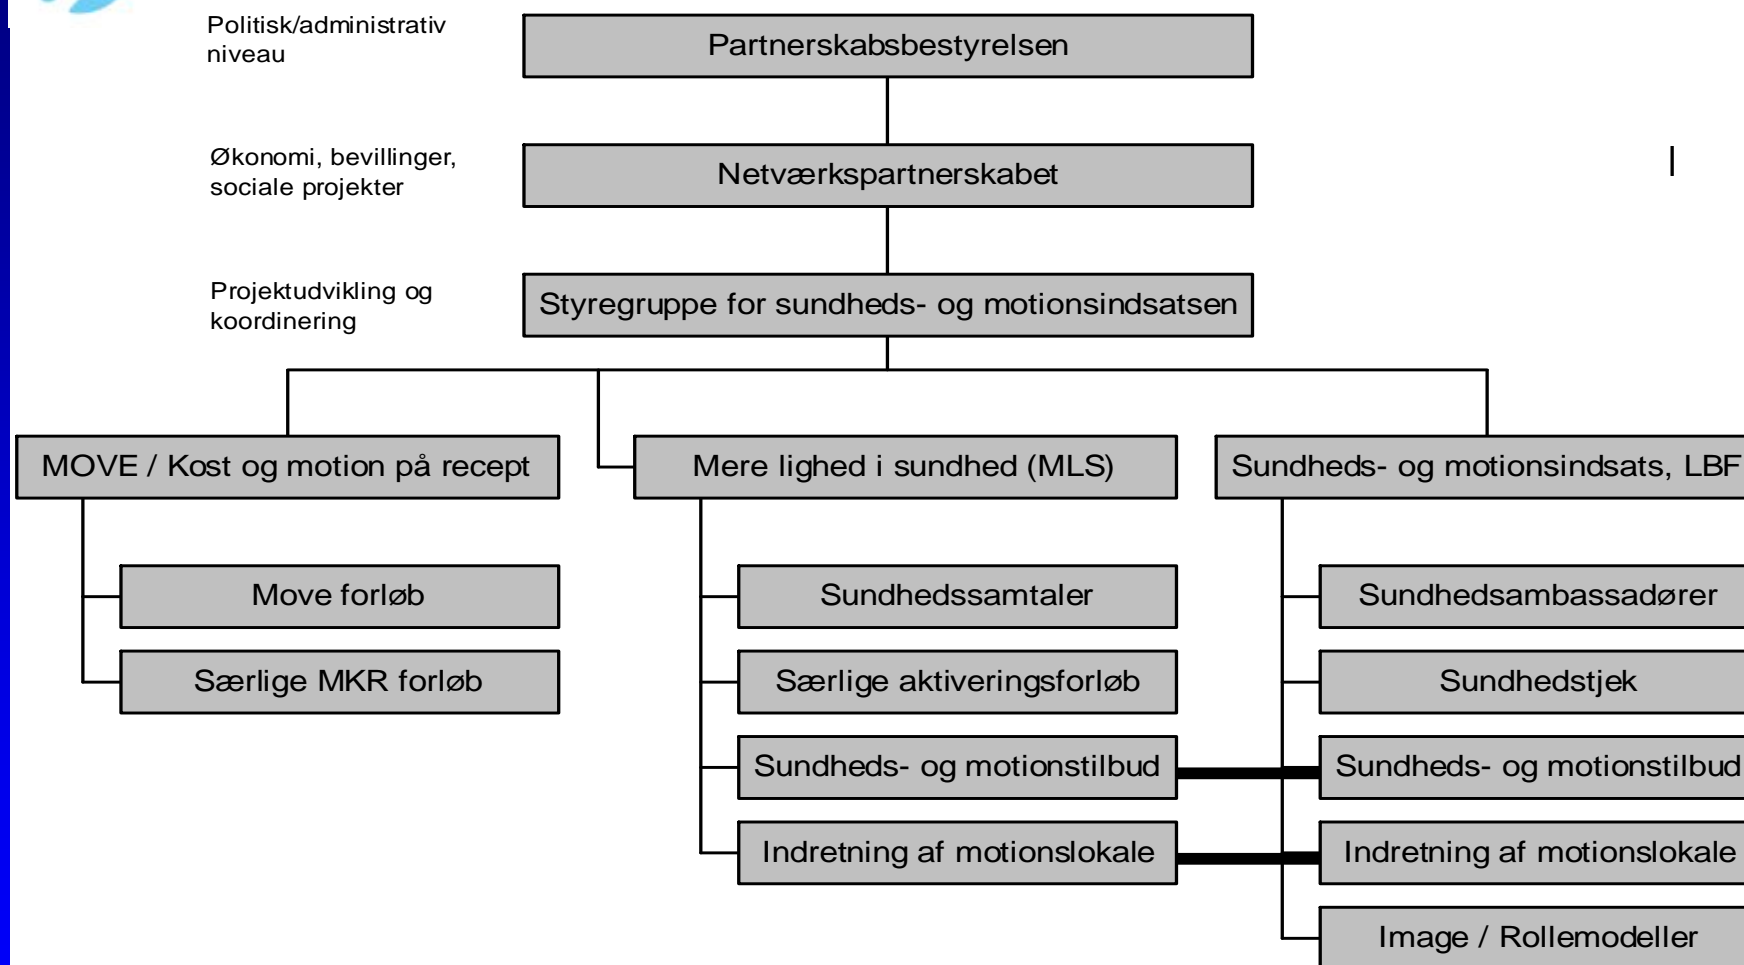 Politisk/administrativ
niveau
Partnerskabsbestyrelsen
Økonomi, bevillinger,
sociale projekter
Netværkspartnerskabet
Projektudvikling og
koordinering
Styregruppe for sundheds- og motionsindsatsen
MOVE / Kost og motion på recept
Mere lighed i sundhed (MLS)
Sundheds- og motionsindsats, LBF
Move forløb
Særlige MKR forløb
Sundhedssamtaler
Særlige aktiveringsforløb
Sundheds- og motionstilbud
Indretning af motionslokale
Sundhedsambassadører
Sundhedstjek
Sundheds- og motionstilbud
Indretning af motionslokale
Image / Rollemodeller